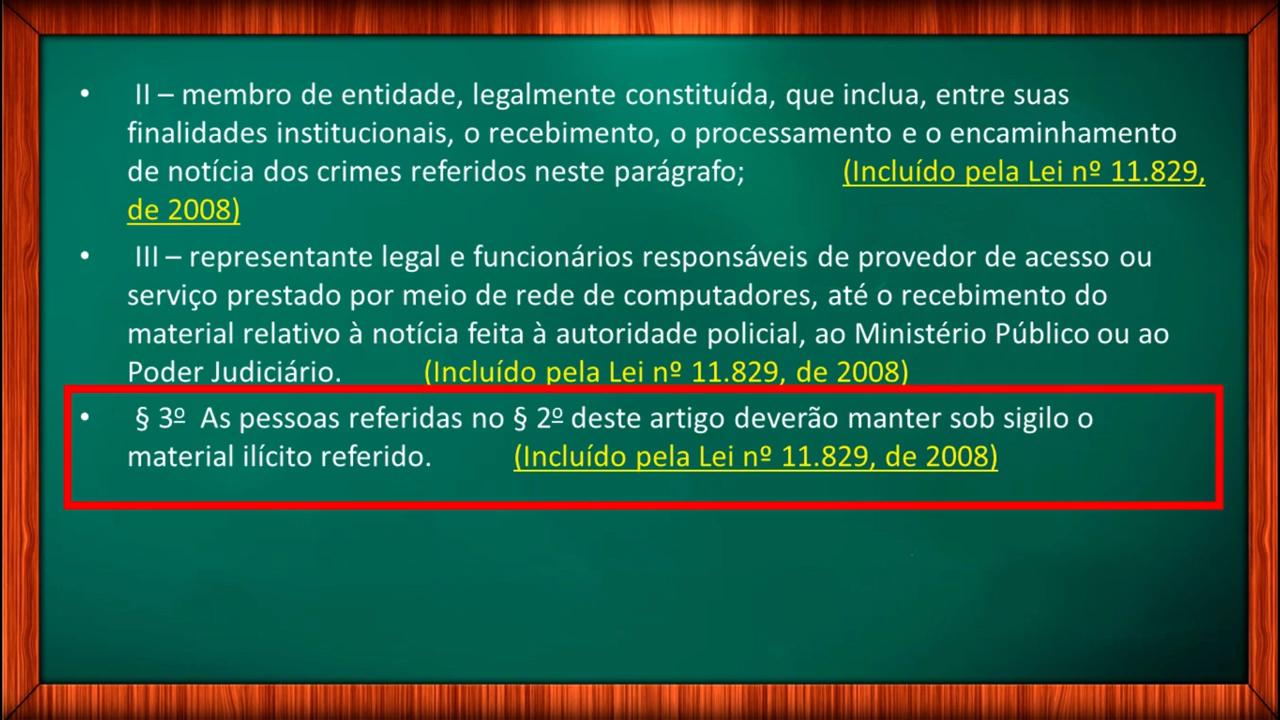 • II – membro de entidade, legalmente constituída, que inclua, entre suas
finalidades institucionais, o recebimento, o processamento e o encaminhamento
de notícia dos crimes referidos neste parágrafo; (Incluído pela Lei nº 11.829,
de 2008)
• III – representante legal e funcionários responsáveis de provedor de acesso ou
serviço prestado por meio de rede de computadores, até o recebimento do
material relativo à notícia feita à autoridade policial, ao Ministério Público ou ao
Poder Judiciário. (Incluído pela Lei nº 11.829, de 2008)
• § 3º As pessoas referidas no § 2º deste artigo deverão manter sob sigilo o
material ilícito referido. (Incluído pela Lei nº 11.829, de 2008)